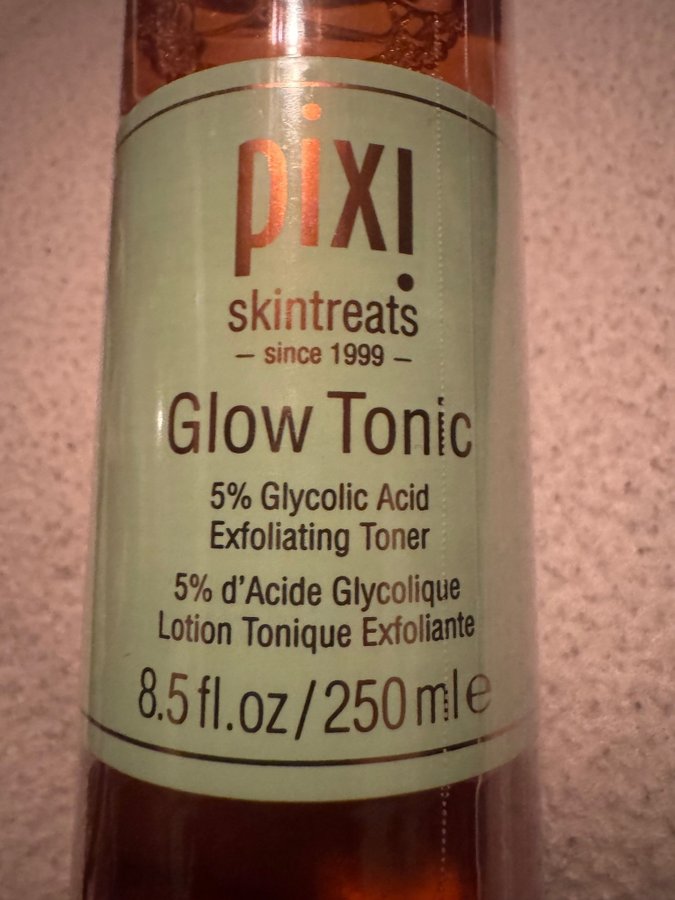 pixi
skintreats
– since 1999 –
Glow Tonic
5% Glycolic Acid
Exfoliating Toner
5% d'Acide Glycolique
Lotion Tonique Exfoliante
8.5 fl.oz/250 ml e